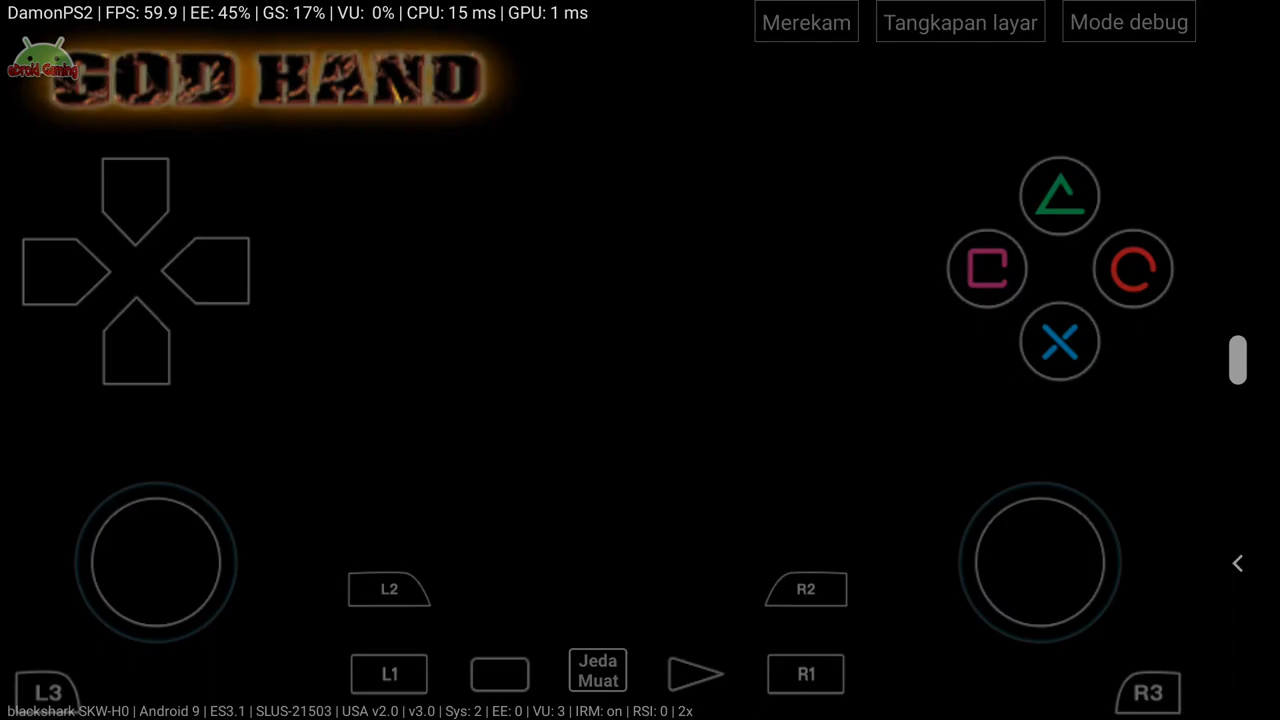 DamonPS2 | FPS: 59.9 | EE: 45% | GS: 17% | VU: 0% | CPU: 15 ms | GPU: 1 ms
Merekam
Tangkapan layar
Mode debug
eDroid Gaming
GOD HAND
L2
R2
L1
Jeda
Muat
R1
L3
R3
blackshark SKW-H0 | Android 9 | ES3.1 | SLUS-21503 | USA v2.0 | v3.0 | Sys: 2 | EE: 0 | VU: 3 | IRM: on | RSI: 0 | 2x